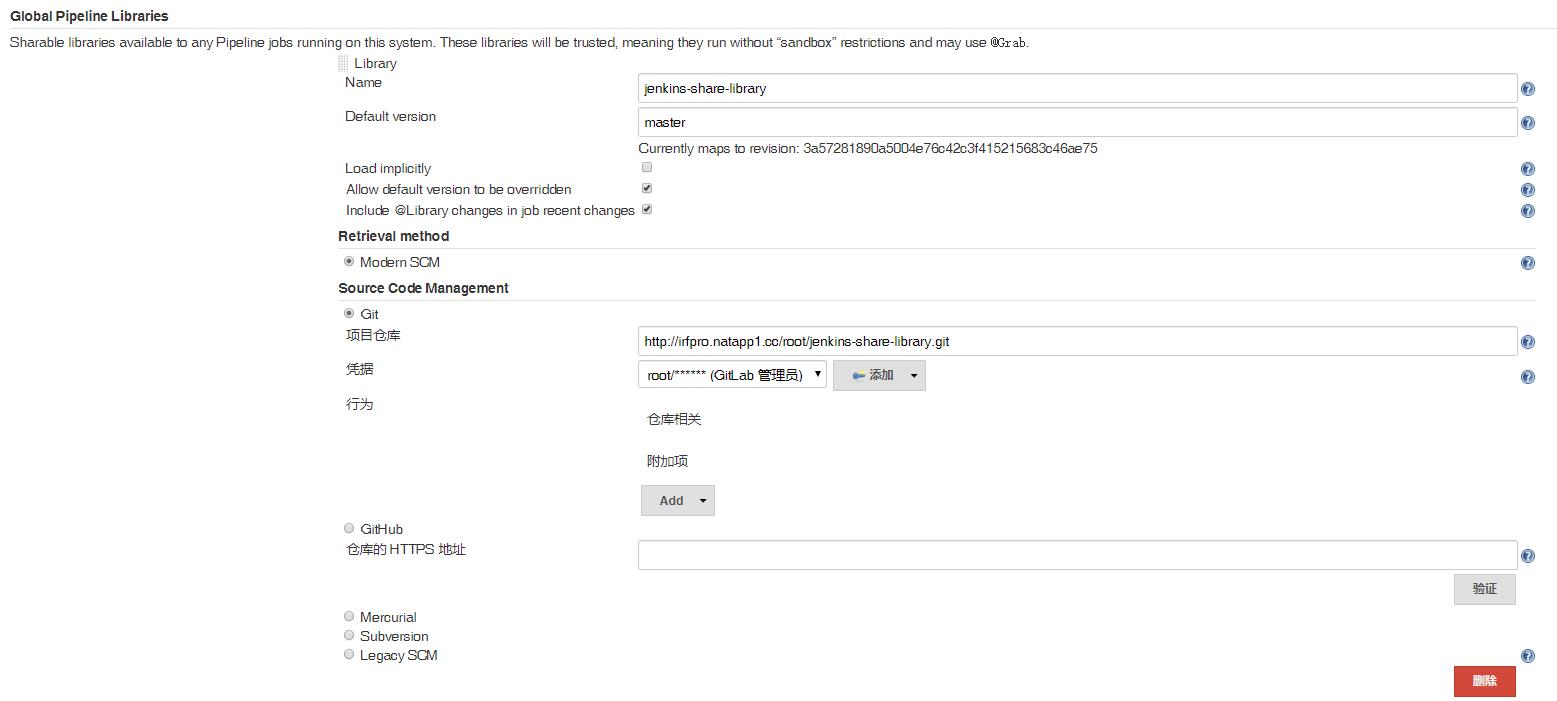 Global Pipeline Libraries
Sharable libraries available to any Pipeline jobs running on this system. These libraries will be trusted, meaning they run without “sandbox” restrictions and may use @Grab.
Library
Name
jenkins-share-library
Default version
master
Currently maps to revision: 3a57281890a5004e76c42c3f415215683c46ae75
Load implicitly
Allow default version to be overridden
Include @Library changes in job recent changes
Retrieval method
Modern SCM
Source Code Management
Git
项目仓库
http://irfpro.natapp1.cc/root/jenkins-share-library.git
凭据
root/****** (GitLab 管理员)
添加
行为
仓库相关
附加项
Add
GitHub
仓库的 HTTPS 地址
验证
Mercurial
Subversion
Legacy SCM
删除